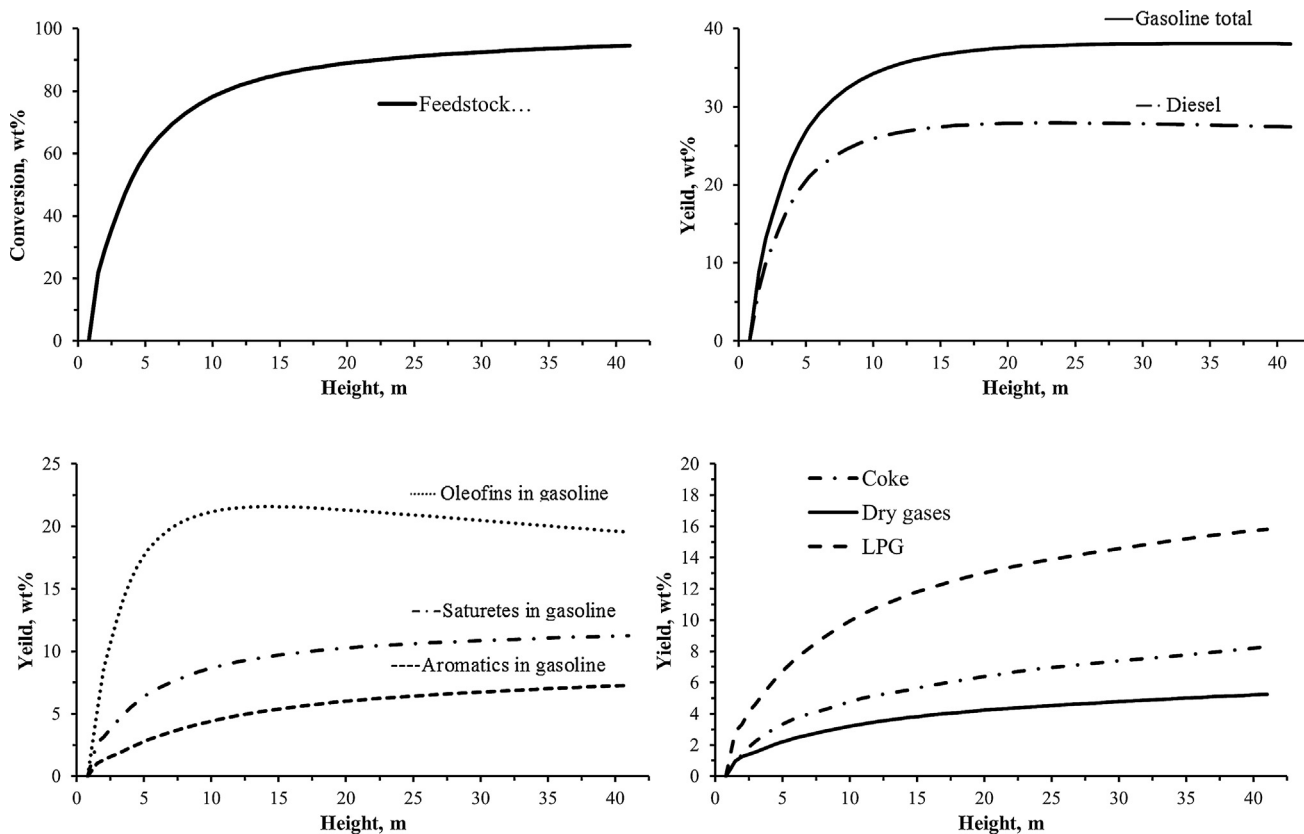 100
80
60
40
20
0
Conversion, wt%
Feedstock…
0 5 10 15 20 25 30 35 40
Height, m
40
30
20
10
0
Yeild, wt%
Gasoline total
Diesel
0 5 10 15 20 25 30 35 40
Height, m
25
20
15
10
5
0
Yeild, wt%
Oleofins in gasoline
Saturetes in gasoline
Aromatics in gasoline
0 5 10 15 20 25 30 35 40
Height, m
20
18
16
14
12
10
8
6
4
2
0
Yield, wt%
Coke
Dry gases
LPG
0 5 10 15 20 25 30 35 40
Height, m